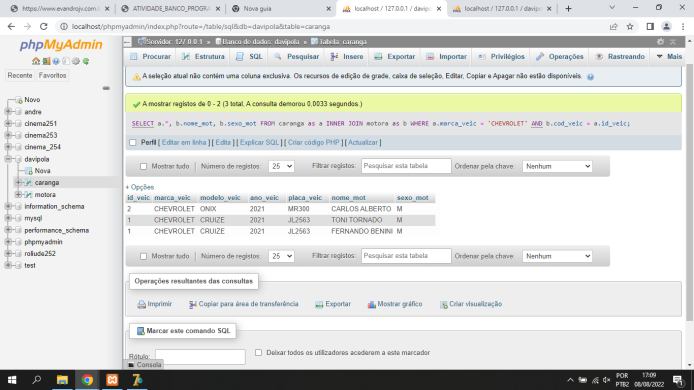 https://www.evandrojv.com.b
ATIVIDADE_BANCO_PROGR
Nova guia
localhost / 127.0.0.1 / davipola
localhost / 127.0.0.1 / davipo
localhost/phpmyadmin/index.php?route=/table/sql&db=davipola&table=caranga
phpMyAdmin
Recente Favoritos
Novo
andre
cinema251
cinema253
cinema_254
davipola
Nova
caranga
motora
information_schema
mysql
performance_schema
phpmyadmin
rollude252
test
Servidor: 127.0.0.1 » Banco de dados: davipola » Tabela: caranga
Procurar Estrutura SQL Pesquisar Insere Exportar Importar Privilégios Operações Rastreando Mais
A seleção atual não contém uma coluna exclusiva. Os recursos de edição de grade, caixa de seleção, Editar, Copiar e Apagar não estão disponíveis.
A mostrar registos de 0 - 2 (3 total, A consulta demorou 0,0033 segundos.)
SELECT a.*, b.nome_mot, b.sexo_mot FROM caranga as a INNER JOIN motora as b WHERE a.marca_veic = 'CHEVROLET' AND b.cod_veic = a.id_veic;
Perfil [ Editar em linha ] [ Edita ] [ Explicar SQL ] [ Criar código PHP ] [ Actualizar ]
Mostrar tudo | Número de registos: 25 Filtrar registos: Pesquisar esta tabela Ordenar pela chave: Nenhum
+ Opções
id_veic marca_veic modelo_veic ano_veic placa_veic nome_mot sexo_mot
2 CHEVROLET ONIX 2021 MR300 CARLOS ALBERTO M
1 CHEVROLET CRUIZE 2021 JL2563 TONI TORNADO M
1 CHEVROLET CRUIZE 2021 JL2563 FERNANDO BENINI M
Mostrar tudo | Número de registos: 25 Filtrar registos: Pesquisar esta tabela Ordenar pela chave: Nenhum
Operações resultantes das consultas
Imprimir Copiar para área de transferência Exportar Mostrar gráfico Criar visualização
Marcar este comando SQL
Rótulo: Deixar todos os utilizadores acederem a este marcador
Consola
POR
PTB2
17:09
08/08/2022